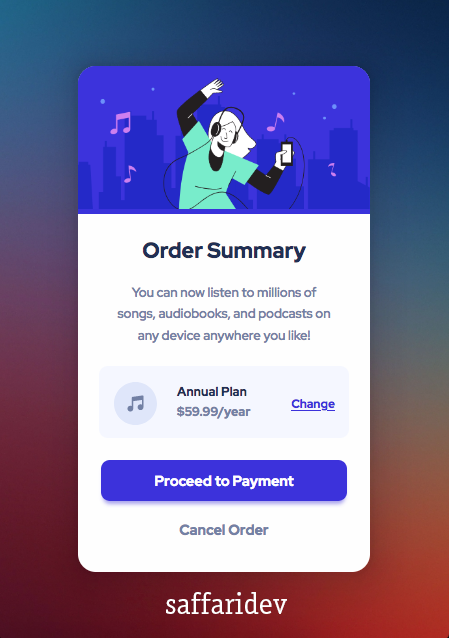 Order Summary
You can now listen to millions of
songs, audiobooks, and podcasts on
any device anywhere you like!
Annual Plan
$59.99/year
Change
Proceed to Payment
Cancel Order
saffaridev